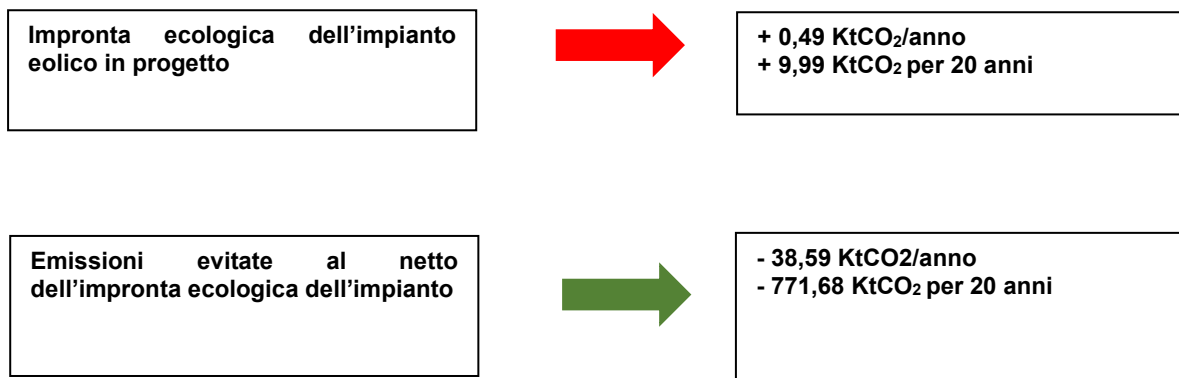 Impronta ecologica dell’impianto
eolico in progetto
+ 0,49 KtCO₂/anno
+ 9,99 KtCO₂ per 20 anni
Emissioni evitate al netto
dell’impronta ecologica dell’impianto
- 38,59 KtCO2/anno
- 771,68 KtCO₂ per 20 anni